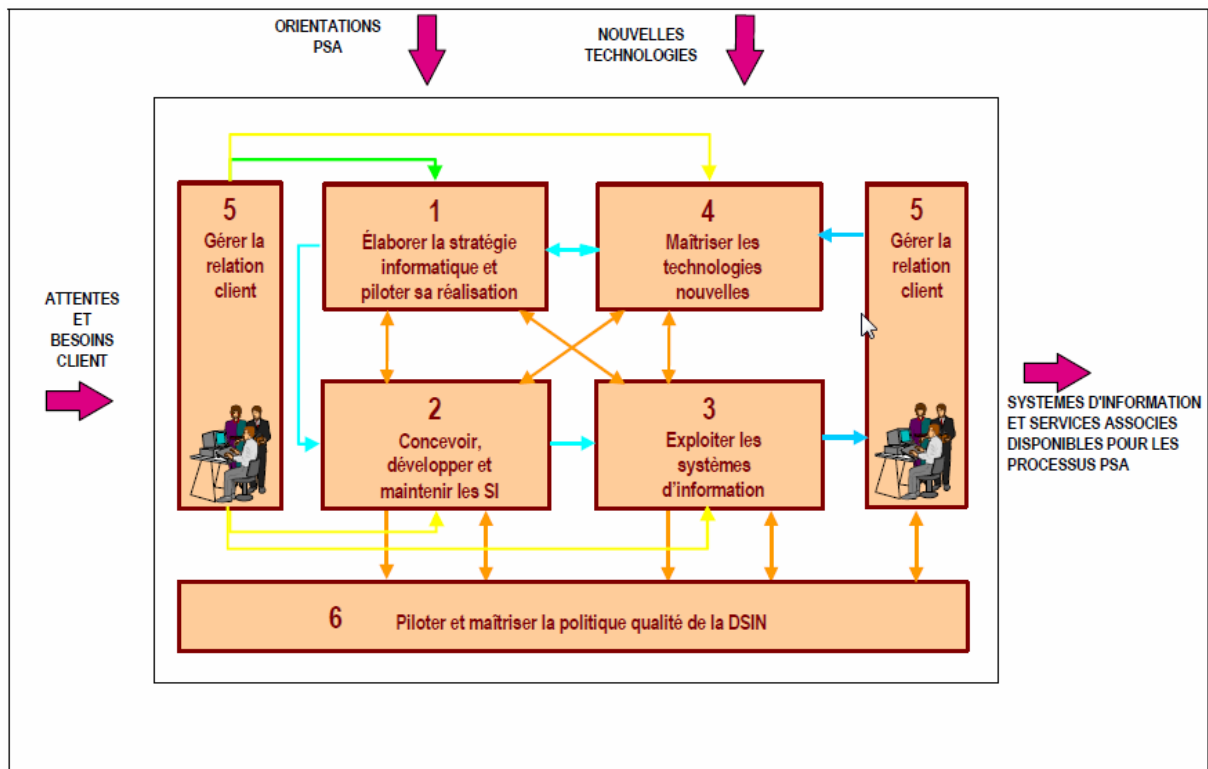 ORIENTATIONS
PSA
NOUVELLES
TECHNOLOGIES
5
Gérer la
relation
client
1
Élaborer la stratégie
informatique et
piloter sa réalisation
4
Maîtriser les
technologies
nouvelles
5
Gérer la
relation
client
ATTENTES
ET
BESOINS
CLIENT
2
Concevoir,
développer et
maintenir les SI
3
Exploiter les
systèmes
d'information
SYSTEMES D'INFORMATION
ET SERVICES ASSOCIES
DISPONIBLES POUR LES
PROCESSUS PSA
6 Piloter et maîtriser la politique qualité de la DSIN